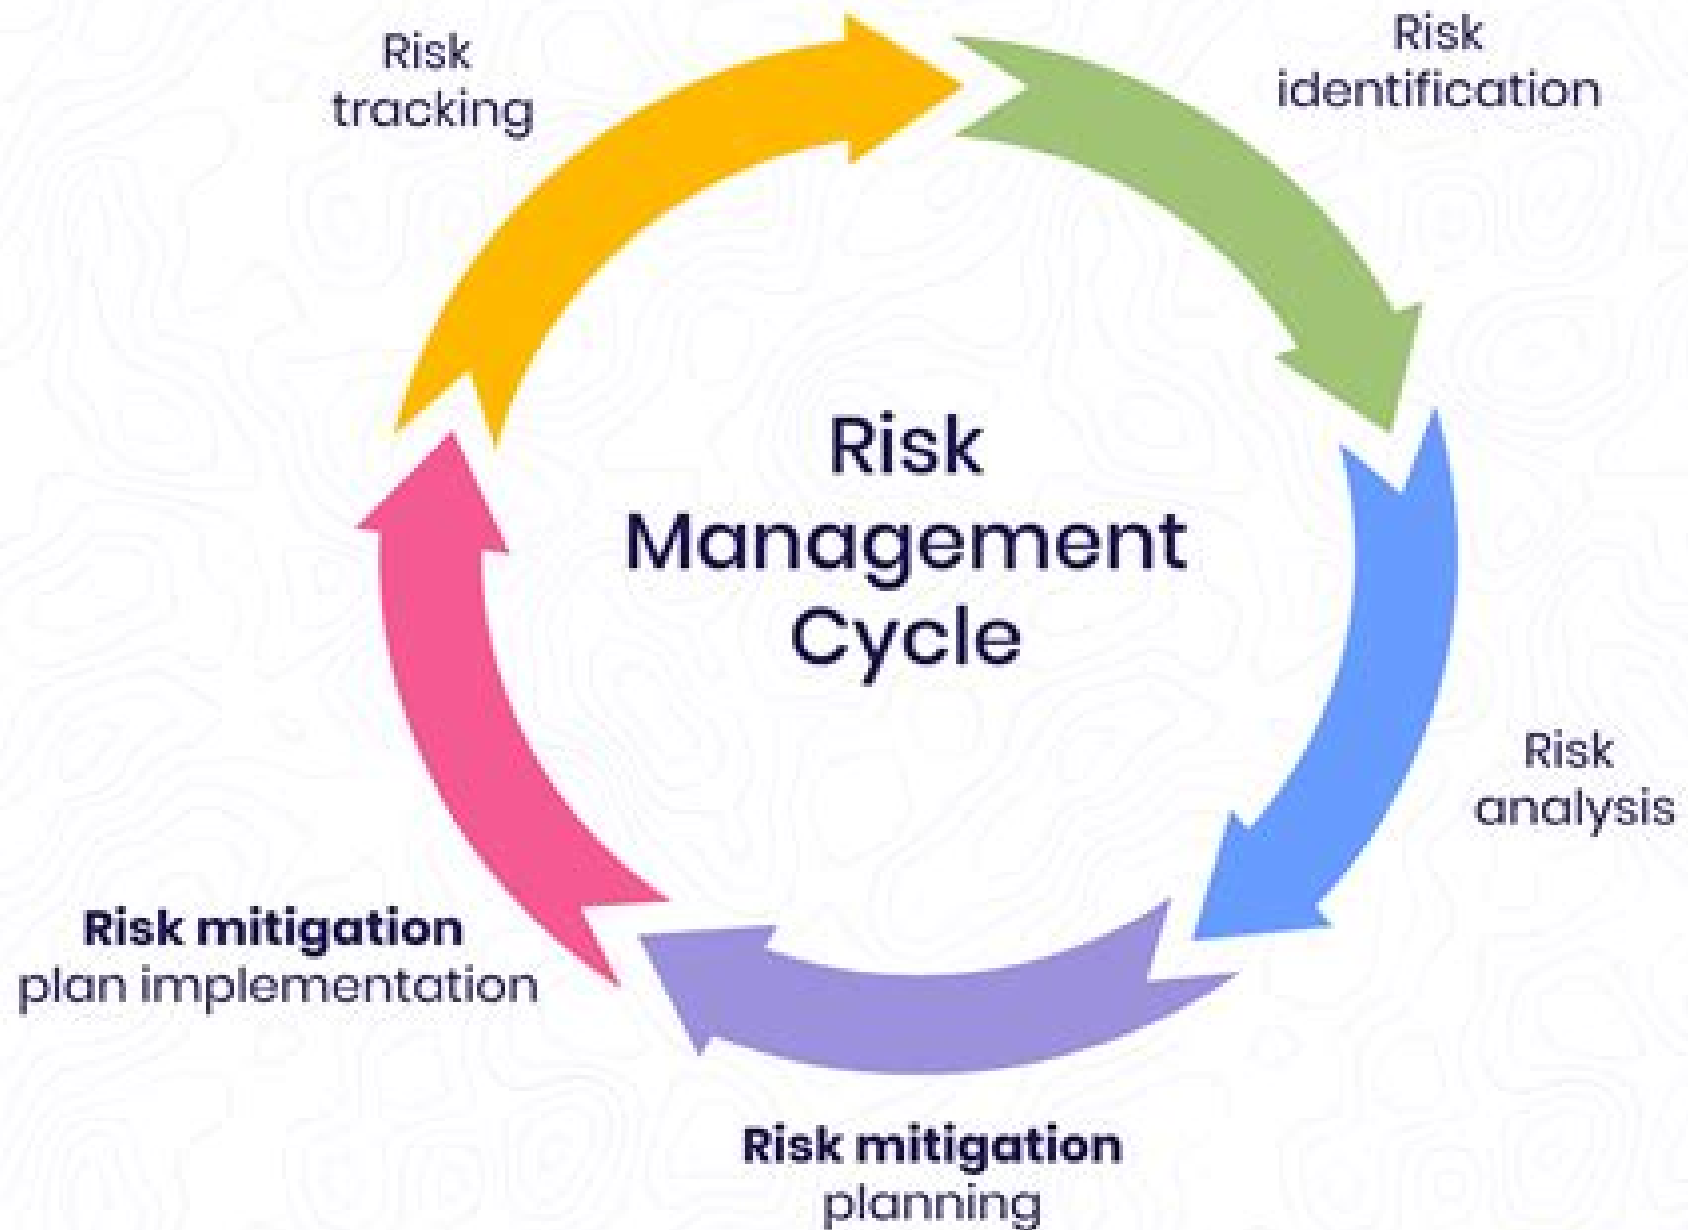 Risk
tracking
Risk
identification
Risk
Management
Cycle
Risk
analysis
Risk mitigation
plan implementation
Risk mitigation
planning